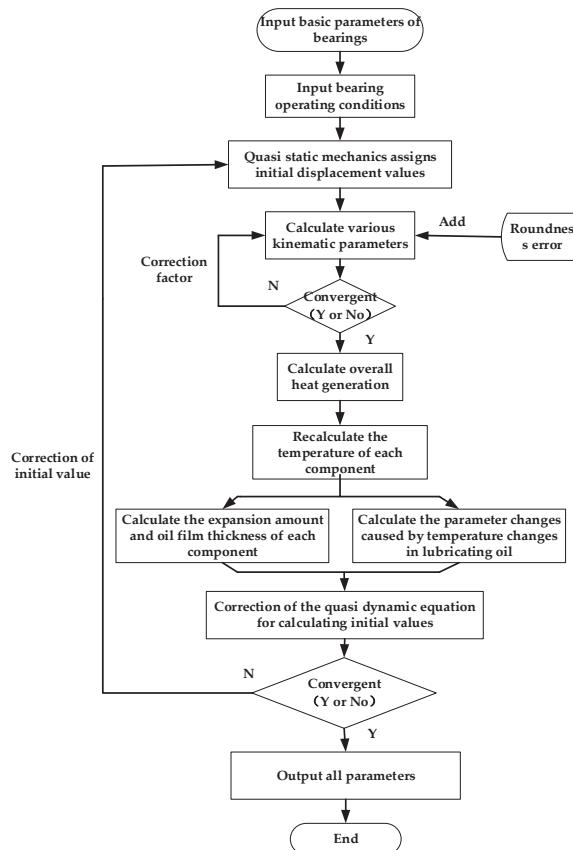 Input basic parameters of
bearings
Input bearing
operating conditions
Quasi static mechanics assigns
initial displacement values
Calculate various
kinematic parameters
Add
Roundnes
s error
Correction
factor
N
Convergent
(Y or No)
Y
Calculate overall
heat generation
Recalculate the
temperature of each
component
Correction of
initial value
Calculate the expansion amount
and oil film thickness of each
component
Calculate the parameter changes
caused by temperature changes
in lubricating oil
Correction of the quasi dynamic equation
for calculating initial values
N
Convergent
(Y or No)
Y
Output all parameters
End